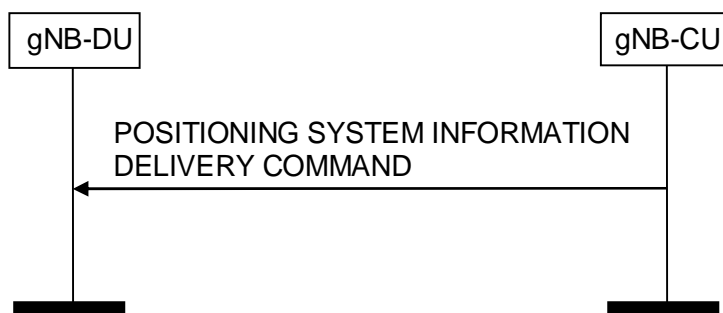 gNB-DU
gNB-CU
POSITIONING SYSTEM INFORMATION
DELIVERY COMMAND